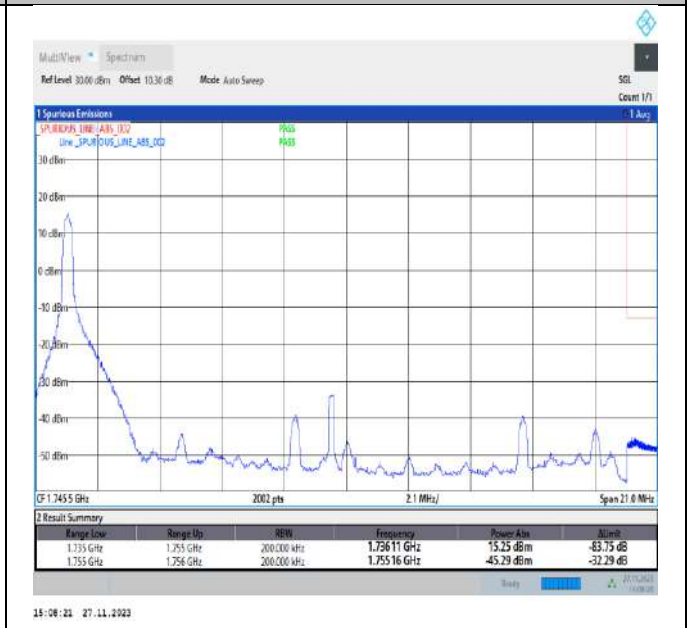 MultiView Spectrum
Ref Level 30.00 dBm Offset 10.30 dB Mode Auto Sweep SGL
Count 1/1
1 Spurious Emissions 1 Avg
_SPURIOUS_LINE_ABS_002 PASS
Line _SPURIOUS_LINE_ABS_002 PASS
30 dBm
20 dBm
10 dBm
0 dBm
-10 dBm
-20 dBm
-30 dBm
-40 dBm
-50 dBm
CF 1.7455 GHz 2002 pts 2.1 MHz/ Span 21.0 MHz
2 Result Summary
Range Low Range Up RBW Frequency Power Abs ΔLimit
1.735 GHz 1.755 GHz 200.000 kHz 1.73611 GHz 15.25 dBm -83.75 dB
1.755 GHz 1.756 GHz 200.000 kHz 1.75516 GHz -45.29 dBm -32.29 dB
Ready 27.11.2023
15:08:21 27.11.2023